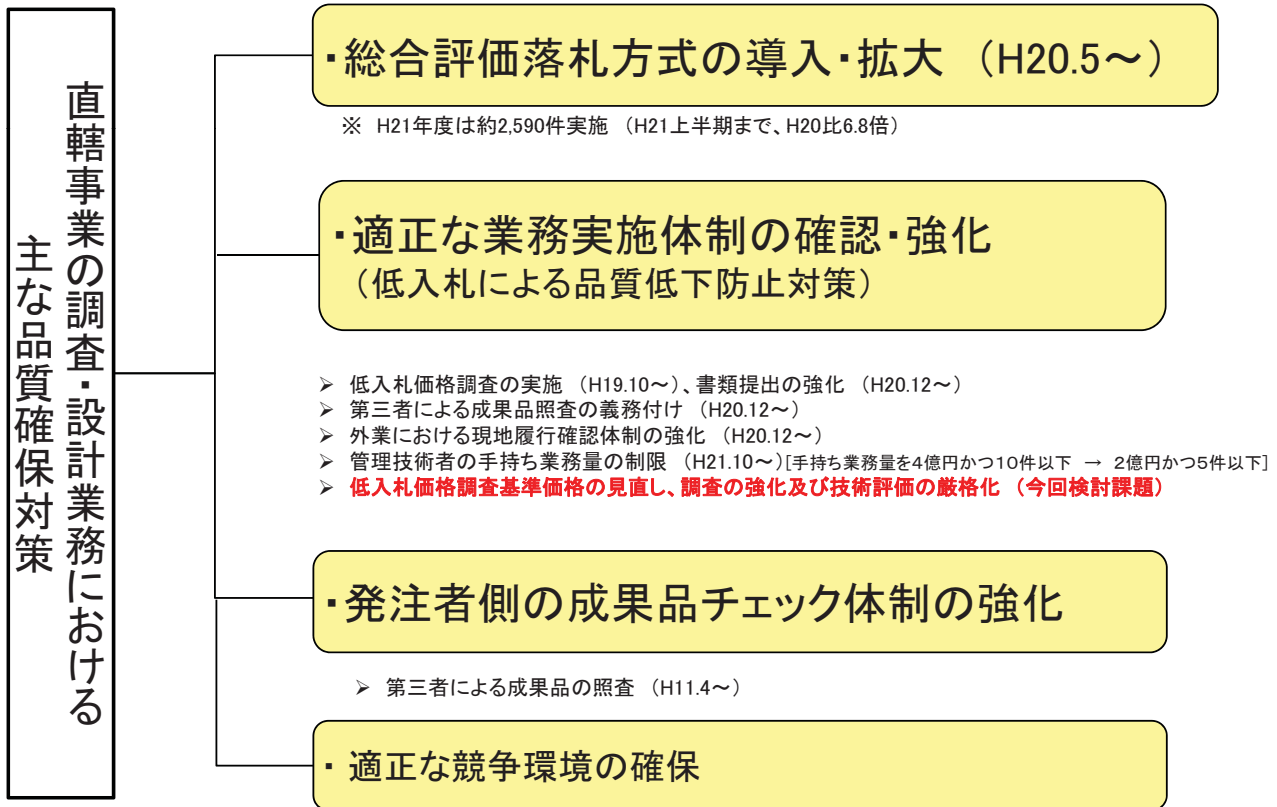 直轄事業の調査・設計業務における
主な品質確保対策
・総合評価落札方式の導入・拡大 （H20.5～）
※ H21年度は約2,590件実施 （H21上半期まで、H20比6.8倍）
・適正な業務実施体制の確認・強化
（低入札による品質低下防止対策）
➢ 低入札価格調査の実施 （H19.10～）、書類提出の強化 （H20.12～）
➢ 第三者による成果品照査の義務付け （H20.12～）
➢ 外業における現地履行確認体制の強化 （H20.12～）
➢ 管理技術者の手持ち業務量の制限 （H21.10～）[手持ち業務量を４億円かつ１０件以下 → ２億円かつ５件以下]
➢ 低入札価格調査基準価格の見直し、調査の強化及び技術評価の厳格化 （今回検討課題）
・発注者側の成果品チェック体制の強化
➢ 第三者による成果品の照査 （H11.4～）
・ 適正な競争環境の確保